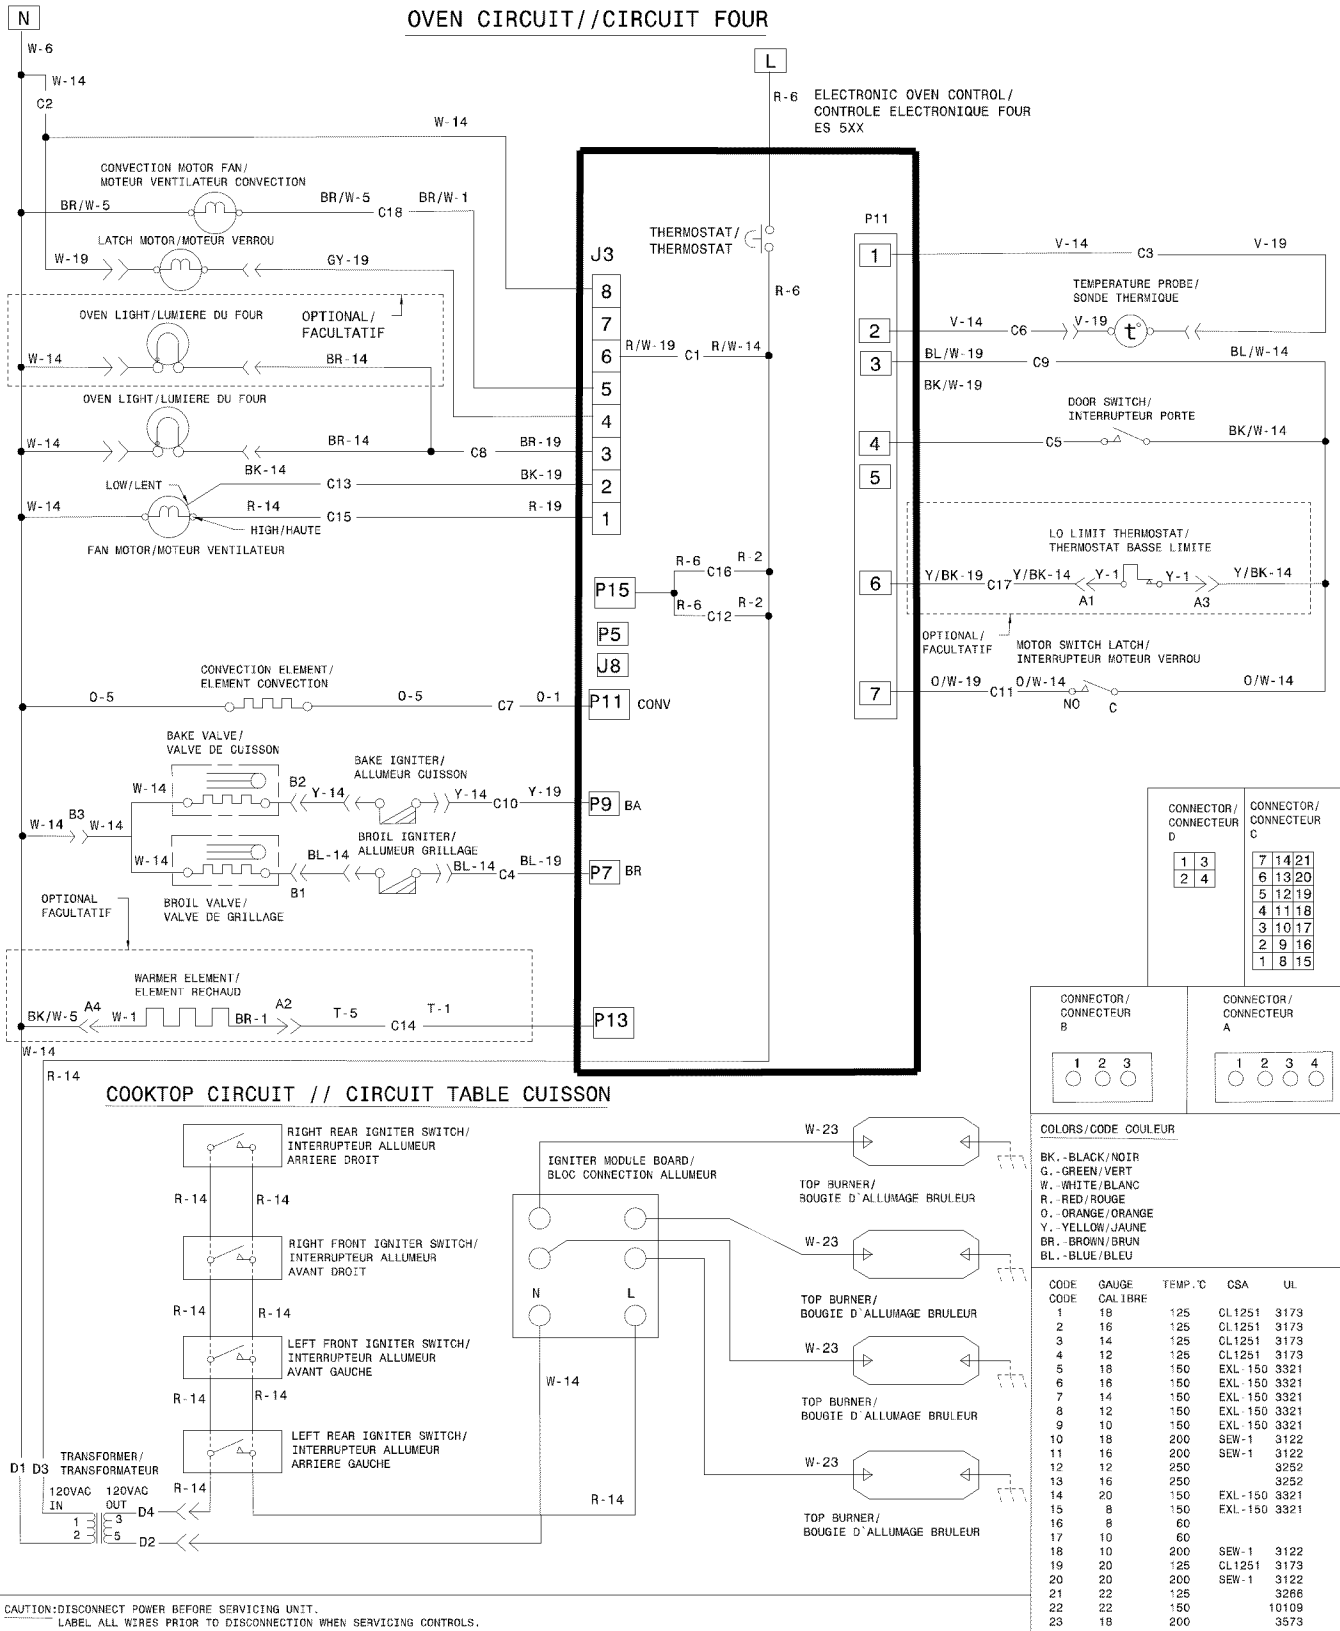 OVEN CIRCUIT//CIRCUIT FOUR
N
W-6
W-14
C2
W-14
L
R-6
ELECTRONIC OVEN CONTROL/
CONTROLE ELECTRONIQUE FOUR
ES 5XX
CONVECTION MOTOR FAN/
MOTEUR VENTILATEUR CONVECTION
BR/W-5
BR/W-5
C18
BR/W-1
LATCH MOTOR/MOTEUR VERROU
W-19
GY-19
OVEN LIGHT/LUMIERE DU FOUR
OPTIONAL/
FACULTATIF
W-14
BR-14
OVEN LIGHT/LUMIERE DU FOUR
W-14
BR-14
C8
BR-19
BK-14
LOW/LENT
C13
BK-19
W-14
R-14
C15
R-19
HIGH/HAUTE
FAN MOTOR/MOTEUR VENTILATEUR
J3
8
7
6
5
4
3
2
1
R/W-19
C1
R/W-14
THERMOSTAT/
THERMOSTAT
R-6
P15
R-6
C16
R-2
R-6
C12
R-2
P5
J8
P11
CONV
P9
BA
P7
BR
P13
P11
1
2
3
4
5
6
7
V-14
C3
V-19
TEMPERATURE PROBE/
SONDE THERMIQUE
V-14
C6
V-19
t°
BL/W-19
C9
BL/W-14
BK/W-19
DOOR SWITCH/
INTERRUPTEUR PORTE
C5
BK/W-14
LO LIMIT THERMOSTAT/
THERMOSTAT BASSE LIMITE
Y/BK-19
C17
Y/BK-14
Y-1
Y-1
Y/BK-14
A1
A3
OPTIONAL/
FACULTATIF
MOTOR SWITCH LATCH/
INTERRUPTEUR MOTEUR VERROU
O/W-19
C11
O/W-14
NO
C
O/W-14
CONVECTION ELEMENT/
ELEMENT CONVECTION
O-5
O-5
C7
O-1
BAKE VALVE/
VALVE DE CUISSON
BAKE IGNITER/
ALLUMEUR CUISSON
W-14
B2
Y-14
Y-14
C10
Y-19
W-14
B3
W-14
BROIL IGNITER/
ALLUMEUR GRILLAGE
W-14
BL-14
BL-14
C4
BL-19
B1
BROIL VALVE/
VALVE DE GRILLAGE
OPTIONAL
FACULTATIF
WARMER ELEMENT/
ELEMENT RECHAUD
BK/W-5
A4
W-1
BR-1
A2
T-5
C14
T-1
W-14
R-14
CONNECTOR/
CONNECTEUR
D
1 3
2 4
CONNECTOR/
CONNECTEUR
C
7 14 21
6 13 20
5 12 19
4 11 18
3 10 17
2 9 16
1 8 15
CONNECTOR/
CONNECTEUR
B
1 2 3
CONNECTOR/
CONNECTEUR
A
1 2 3 4
COOKTOP CIRCUIT // CIRCUIT TABLE CUISSON
RIGHT REAR IGNITER SWITCH/
INTERRUPTEUR ALLUMEUR
ARRIERE DROIT
R-14
R-14
RIGHT FRONT IGNITER SWITCH/
INTERRUPTEUR ALLUMEUR
AVANT DROIT
R-14
R-14
LEFT FRONT IGNITER SWITCH/
INTERRUPTEUR ALLUMEUR
AVANT GAUCHE
R-14
R-14
LEFT REAR IGNITER SWITCH/
INTERRUPTEUR ALLUMEUR
ARRIERE GAUCHE
R-14
D1 D3
TRANSFORMER/
TRANSFORMATEUR
120VAC
IN
120VAC
OUT
1
2
3
5
D4
D2
IGNITER MODULE BOARD/
BLOC CONNECTION ALLUMEUR
N
L
W-14
R-14
W-23
TOP BURNER/
BOUGIE D`ALLUMAGE BRULEUR
W-23
TOP BURNER/
BOUGIE D`ALLUMAGE BRULEUR
W-23
TOP BURNER/
BOUGIE D`ALLUMAGE BRULEUR
W-23
TOP BURNER/
BOUGIE D`ALLUMAGE BRULEUR
COLORS/CODE COULEUR
BK.-BLACK/NOIR
G.-GREEN/VERT
W.-WHITE/BLANC
R.-RED/ROUGE
O.-ORANGE/ORANGE
Y.-YELLOW/JAUNE
BR.-BROWN/BRUN
BL.-BLUE/BLEU
CODE GAUGE TEMP.°C CSA UL
CODE CALIBRE
1 18 125 CL1251 3173
2 16 125 CL1251 3173
3 14 125 CL1251 3173
4 12 125 CL1251 3173
5 18 150 EXL-150 3321
6 16 150 EXL-150 3321
7 14 150 EXL-150 3321
8 12 150 EXL-150 3321
9 10 150 EXL-150 3321
10 18 200 SEW-1 3122
11 16 200 SEW-1 3122
12 12 250 3252
13 16 250 3252
14 20 150 EXL-150 3321
15 8 150 EXL-150 3321
16 8 60
17 10 60
18 10 200 SEW-1 3122
19 20 125 CL1251 3173
20 20 200 SEW-1 3122
21 22 125 3266
22 22 150 10109
23 18 200 3573
CAUTION:DISCONNECT POWER BEFORE SERVICING UNIT.
LABEL ALL WIRES PRIOR TO DISCONNECTION WHEN SERVICING CONTROLS.